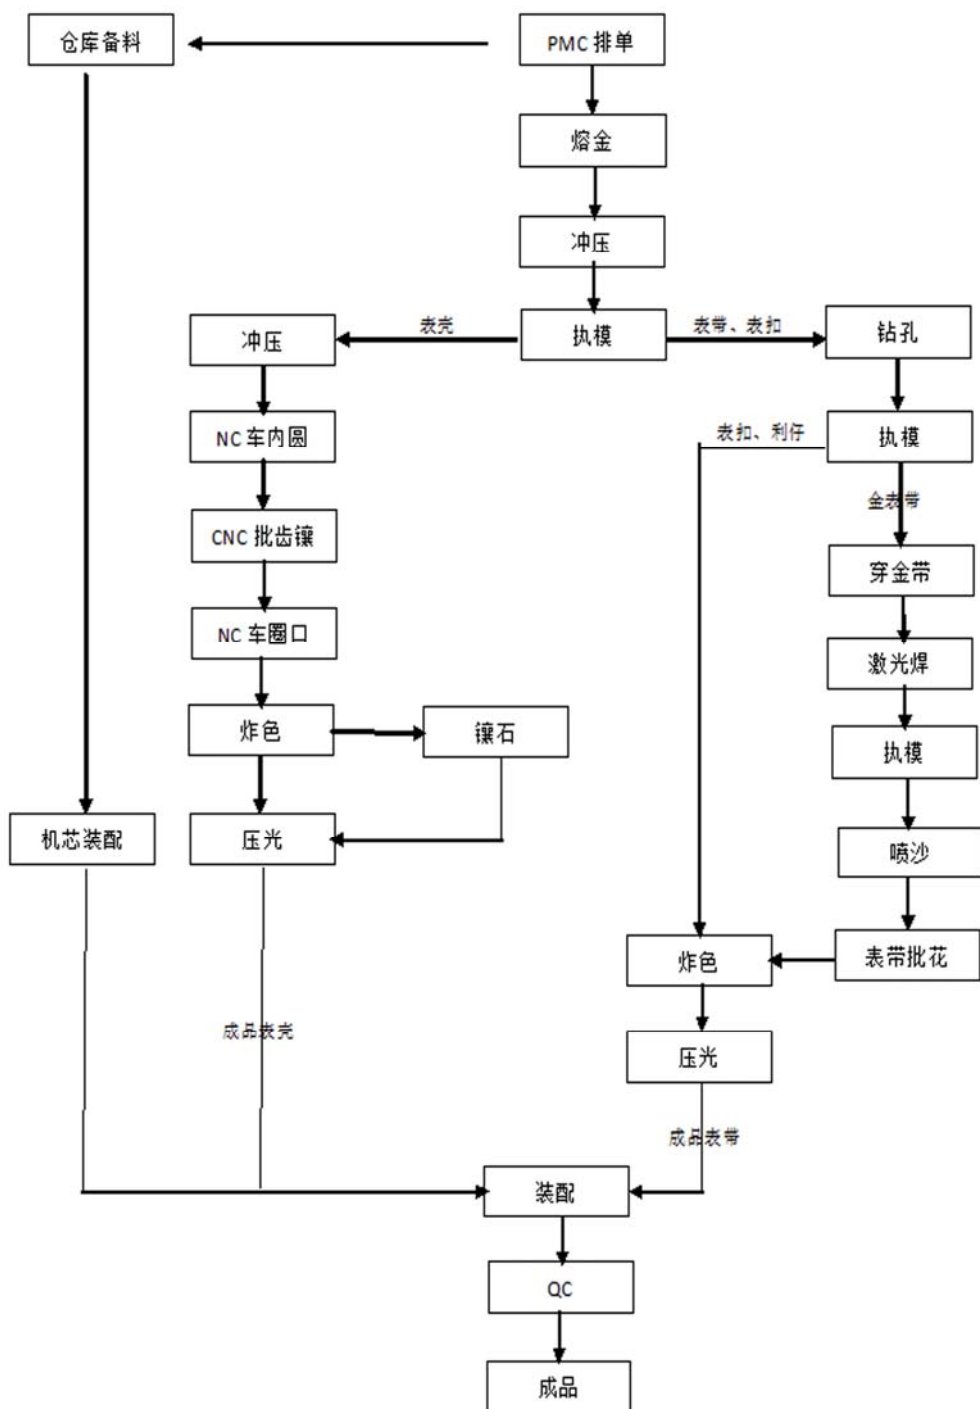 仓库备料
PMC 排单
熔金
冲压
表壳
执模
表带、表扣
钻孔
冲压
NC 车内圆
表扣、利仔
执模
金表带
CNC 批齿镶
穿金带
NC 车圈口
激光焊
炸色
镶石
执模
机芯装配
压光
喷沙
炸色
表带批花
成品表壳
压光
成品表带
装配
QC
成品